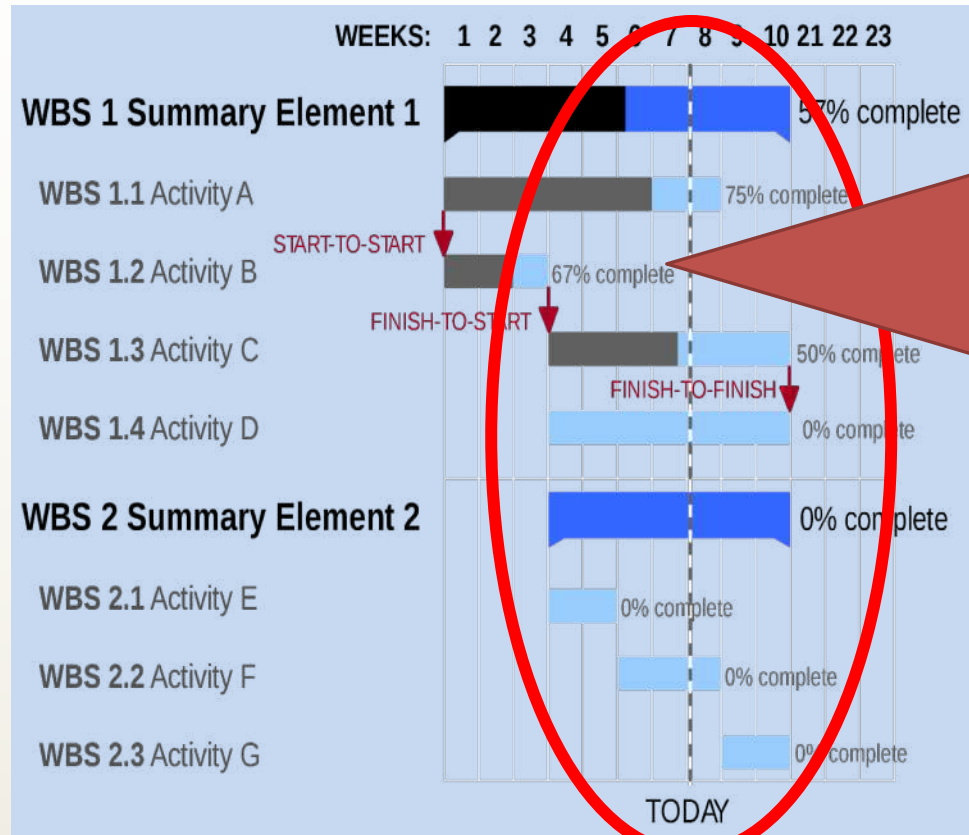 WEEKS: 1 2 3 4 5 6 7 8 9 10 21 22 23
WBS 1 Summary Element 1 57% complete
WBS 1.1 Activity A 75% complete
START-TO-START
WBS 1.2 Activity B 67% complete
FINISH-TO-START
WBS 1.3 Activity C 50% complete
FINISH-TO-FINISH
WBS 1.4 Activity D 0% complete
WBS 2 Summary Element 2 0% complete
WBS 2.1 Activity E 0% complete
WBS 2.2 Activity F 0% complete
WBS 2.3 Activity G 0% complete
TODAY